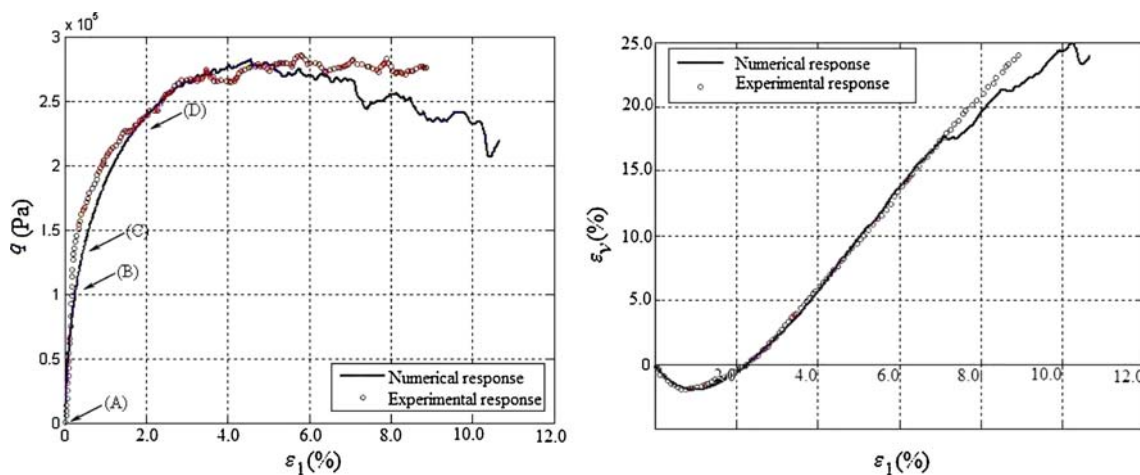 × 10⁵
3
2.5
2
1.5
1
0.5
0
q (Pa)
(A)
(B)
(C)
(D)
Numerical response
Experimental response
0 2.0 4.0 6.0 8.0 10.0 12.0
ε₁(%)
25.0
20.0
15.0
10.0
5.0
0
εᵥ(%)
Numerical response
Experimental response
2.0 4.0 6.0 8.0 10.0 12.0
ε₁(%)